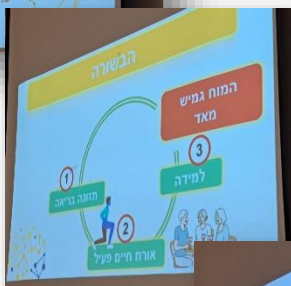 הבשורה
המוח גמיש
מאד
3
למידה
1
תזונה בריאה
2
אורח חיים פעיל